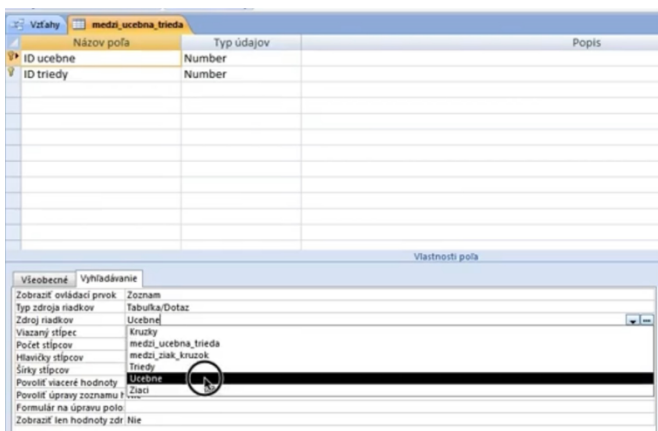 Vzťahy medzi_ucebna_trieda
Názov poľa Typ údajov Popis
ID ucebne Number
ID triedy Number
Vlastnosti poľa
Všeobecné Vyhľadávanie
Zobraziť ovládací prvok Zoznam
Typ zdroja riadkov Tabuľka/Dotaz
Zdroj riadkov Ucebne
Viazaný stĺpec Kruzky
Počet stĺpcov medzi_ucebna_trieda
Hlavičky stĺpcov medzi_ziak_kruzok
Šírky stĺpcov Triedy
Povoliť viaceré hodnoty Ucebne
Povoliť úpravy zoznamu Ziaci
Formulár na úpravu polo
Zobraziť len hodnoty zdr Nie